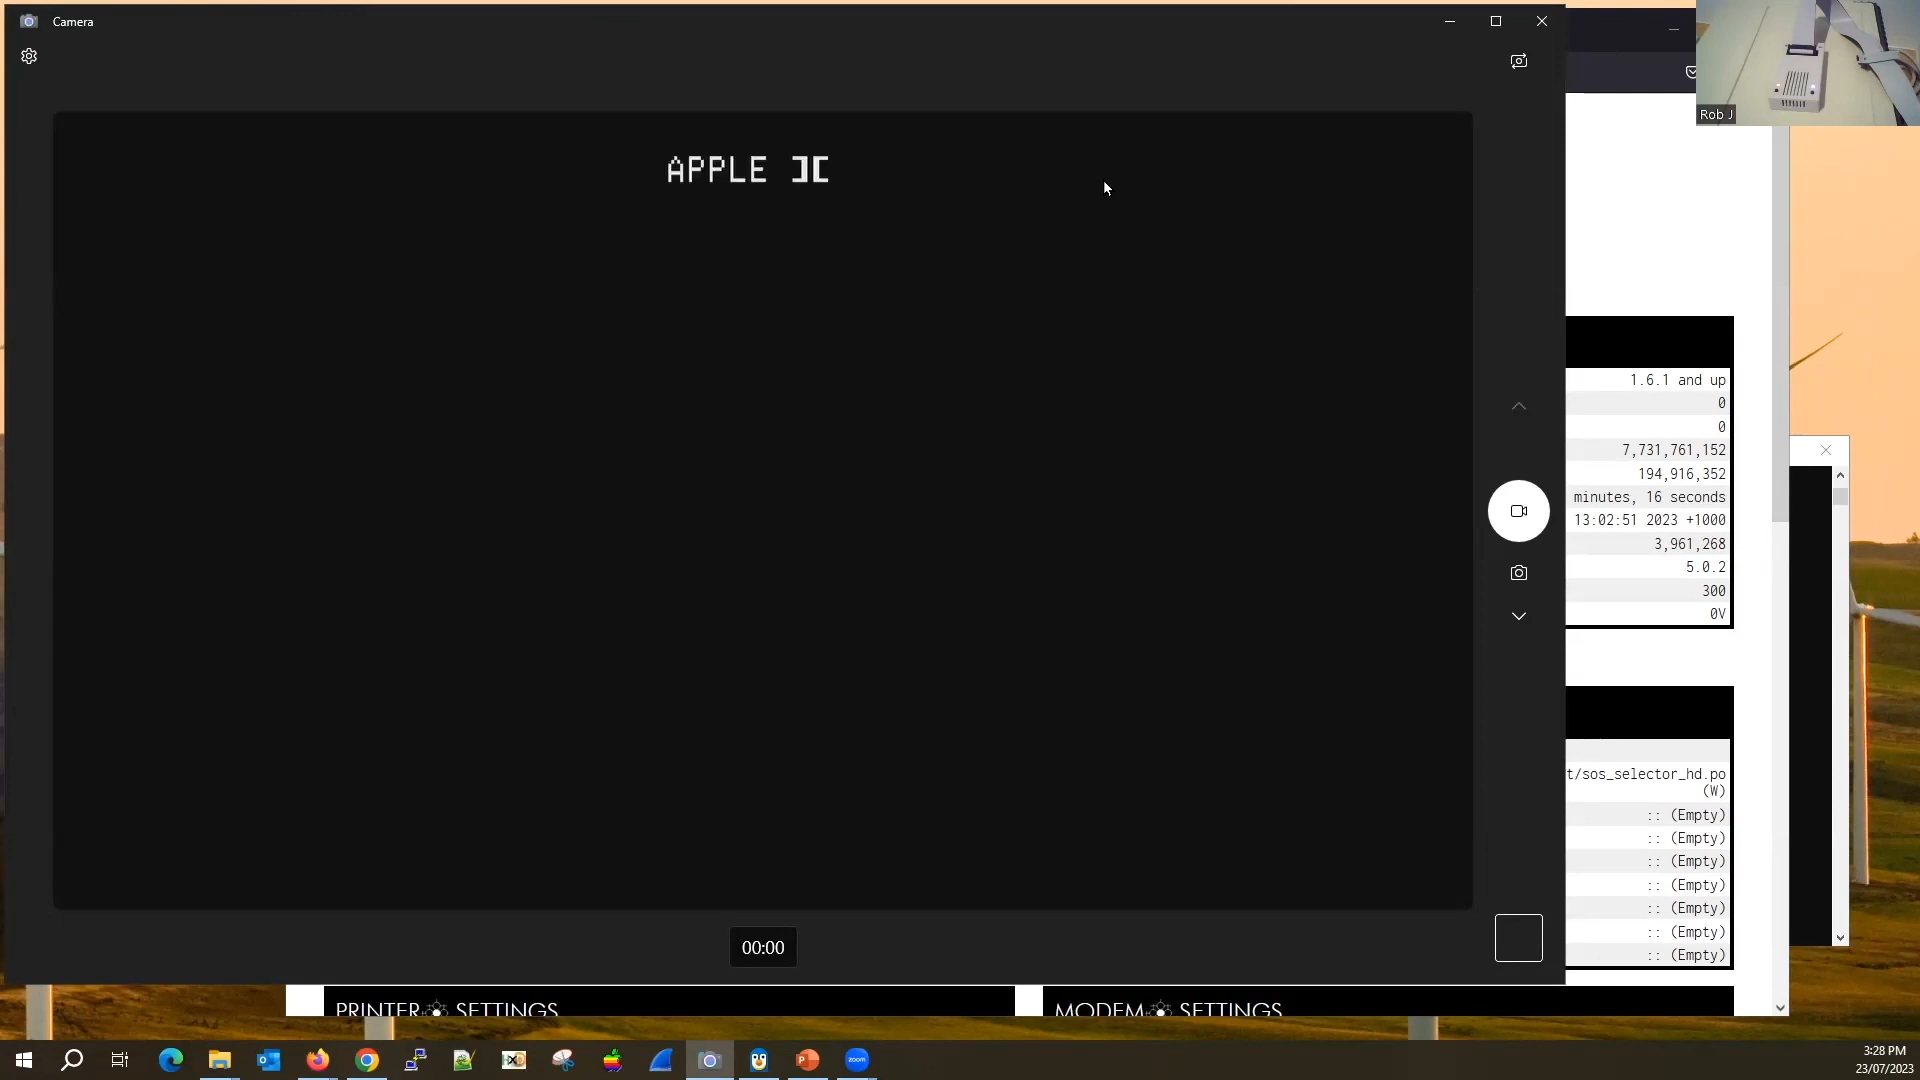 Camera
Rob J
APPLE ][
1.6.1 and up
0
0
7,731,761,152
194,916,352
minutes, 16 seconds
13:02:51 2023 +1000
3,961,268
5.0.2
300
0V
t/sos_selector_hd.po
(W)
:: (Empty)
:: (Empty)
:: (Empty)
:: (Empty)
:: (Empty)
:: (Empty)
:: (Empty)
00:00
PRINTER SETTINGS
MODEM SETTINGS
zoom
3:28 PM
23/07/2023